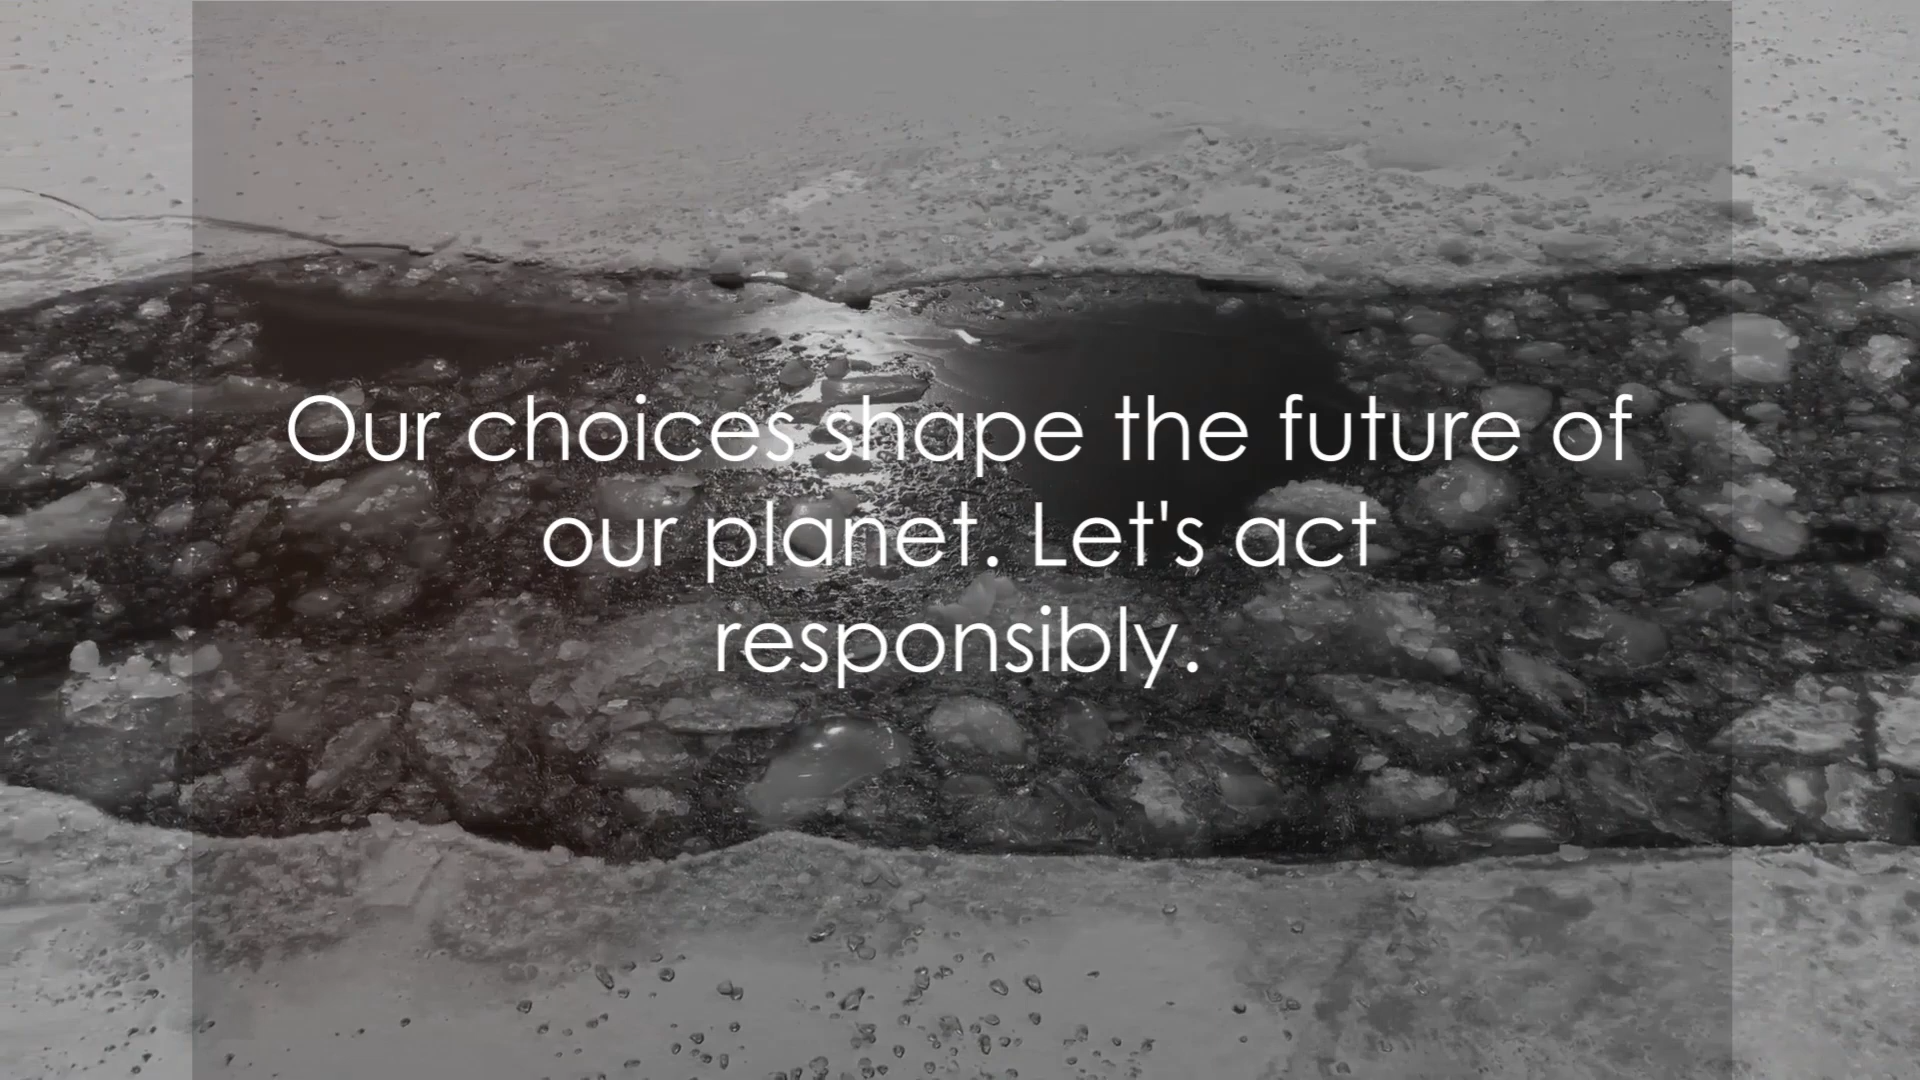 Our choices shape the future of
our planet. Let's act
responsibly.